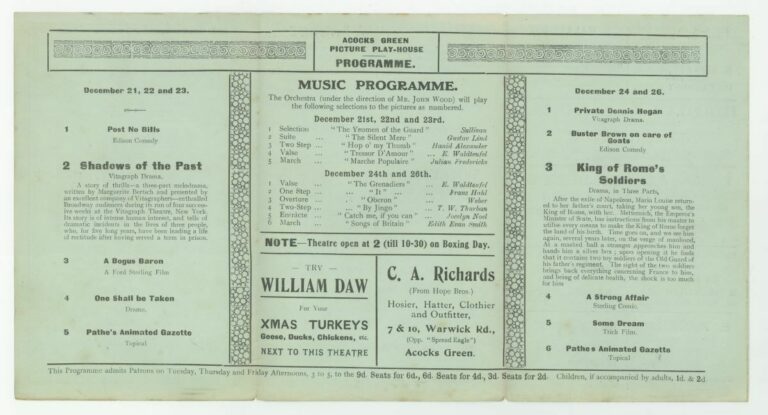 ACOCKS GREEN
PICTURE PLAY-HOUSE
PROGRAMME.
December 21, 22 and 23.
1 Post No Bills
Edison Comedy
2 Shadows of the Past
Vitagraph Drama.
A story of thrills—a three-part melodrama,
written by Marguerite Bertsch and presented by
an excellent company of Vitagraphers—enthralled
Broadway audiences during its run of four success-
ive weeks at the Vitagraph Theatre, New York.
Its story is of intense human interest, and tells of
dramatic incidents in the lives of three people,
who, for five long years, have been leading a life
of rectitude after having served a term in prison.
3 A Bogus Baron
A Ford Sterling Film
4 One Shall be Taken
Drama.
5 Pathe's Animated Gazette
Topical
MUSIC PROGRAMME.
The Orchestra (under the direction of MR. JOHN WOOD) will play
the following selections to the pictures as numbered.
December 21st, 22nd and 23rd.
1 Selection "The Yeomen of the Guard" Sullivan
2 Suite ... "The Silent Mere" Gustav Lind
3 Two Step ... "Hop o' my Thumb" Hamid Alexander
4 Valse ... "Tresor D'Amour" ... E. Waldteufel
5 March ... "Marche Populaire" Julian Fredericks
December 24th and 26th.
1 Valse ... "The Grenadiers" ... E. Waldteufel
2 One Step ... "It" ... Franz Mohl
3 Overture ... "Oberon" ... Weber
4 Two-Step ... "By Jingo" ... T. W. Thurban
5 Entr'acte ... "Catch me, if you can" ... Jocelyn Noel
6 March ... "Songs of Britain" Edith Evan Smith
NOTE—Theatre open at 2 (till 10-30) on Boxing Day.
— TRY —
WILLIAM DAW
For Your
XMAS TURKEYS
Geese, Ducks, Chickens, etc.
NEXT TO THIS THEATRE
C. A. Richards
(From Hope Bros.)
Hosier, Hatter, Clothier
and Outfitter,
7 & 10, Warwick Rd.,
(Opp. "Spread Eagle")
Acocks Green.
December 24 and 26.
1 Private Dennis Hogan
Vitagraph Drama.
2 Buster Brown on care of
Goats
Edison Comedy
3 King of Rome's
Soldiers
Drama, in Three Parts,
After the exile of Napoleon, Maria Louise return-
ed to her father's court, taking her young son, the
King of Rome, with her. Metternich, the Emperor's
Minister of State, has instructions from his master to
utilise every means to make the King of Rome forget
the land of his birth. Time goes on, and we see him
again, several years later, on the verge of manhood,
At a masked ball a stranger approaches him and
hands him a silver box; upon opening it he finds
that it contains two toy soldiers of the Old Guard of
his father's regiment. The sight of the two soldiers
brings back everything concerning France to him,
and being of delicate health, the shock is too much
for him
4 A Strong Affair
Sterling Comic.
5 Some Dream
Trick Film.
6 Pathe's Animated Gazette
Topical
This Programme admits Patrons on Tuesday, Thursday and Friday Afternoons, 3 to 5, to the 9d. Seats for 6d., 6d. Seats for 4d., 3d. Seats for 2d. Children, if accompanied by adults, 1d. & 2d.